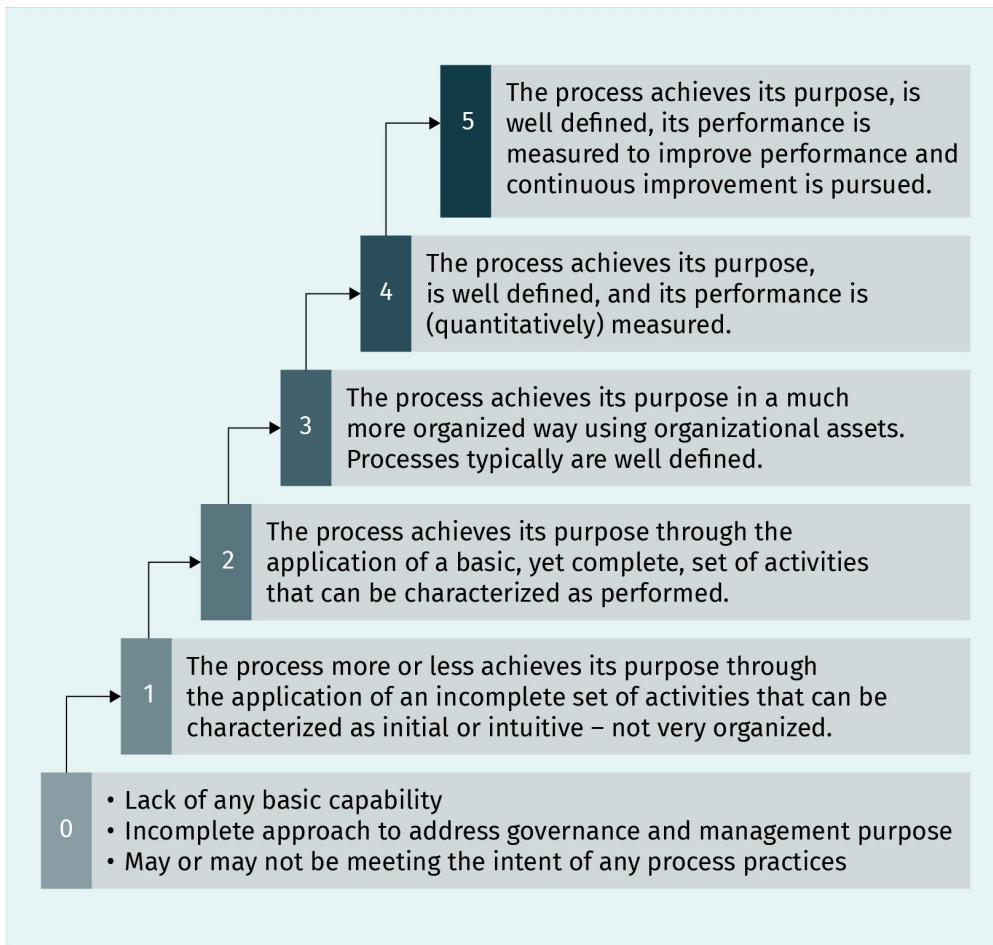 5
The process achieves its purpose, is
well defined, its performance is
measured to improve performance and
continuous improvement is pursued.
4
The process achieves its purpose,
is well defined, and its performance is
(quantitatively) measured.
3
The process achieves its purpose in a much
more organized way using organizational assets.
Processes typically are well defined.
2
The process achieves its purpose through the
application of a basic, yet complete, set of activities
that can be characterized as performed.
1
The process more or less achieves its purpose through
the application of an incomplete set of activities that can be
characterized as initial or intuitive – not very organized.
0
• Lack of any basic capability
• Incomplete approach to address governance and management purpose
• May or may not be meeting the intent of any process practices